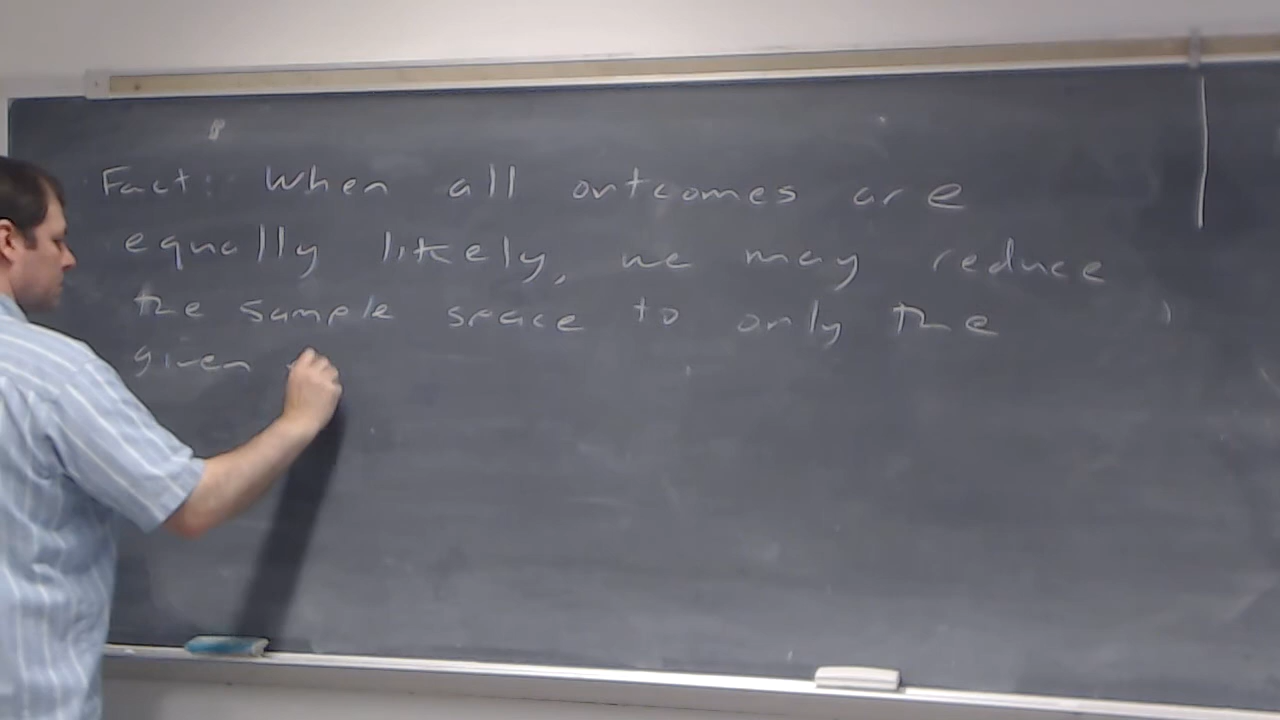 Fact: When all outcomes are
equally likely, we may reduce
the sample space to only the
given